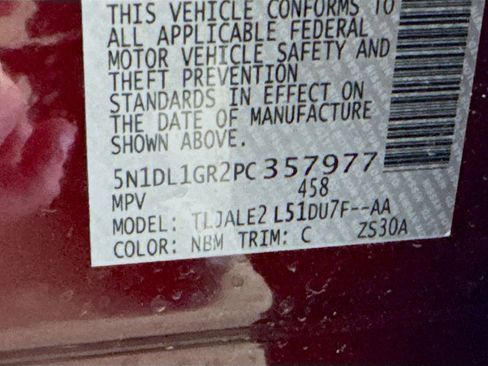 THIS VEHICLE CONFORMS TO
ALL APPLICABLE FEDERAL
MOTOR VEHICLE SAFETY AND
THEFT PREVENTION
STANDARDS IN EFFECT ON
THE DATE OF MANUFACTURE
SHOWN ABOVE.
5N1DL1GR2PC357977
MPV 458
MODEL: TLJALE2 L51DU7F--AA
COLOR: NBM TRIM: C ZS30A